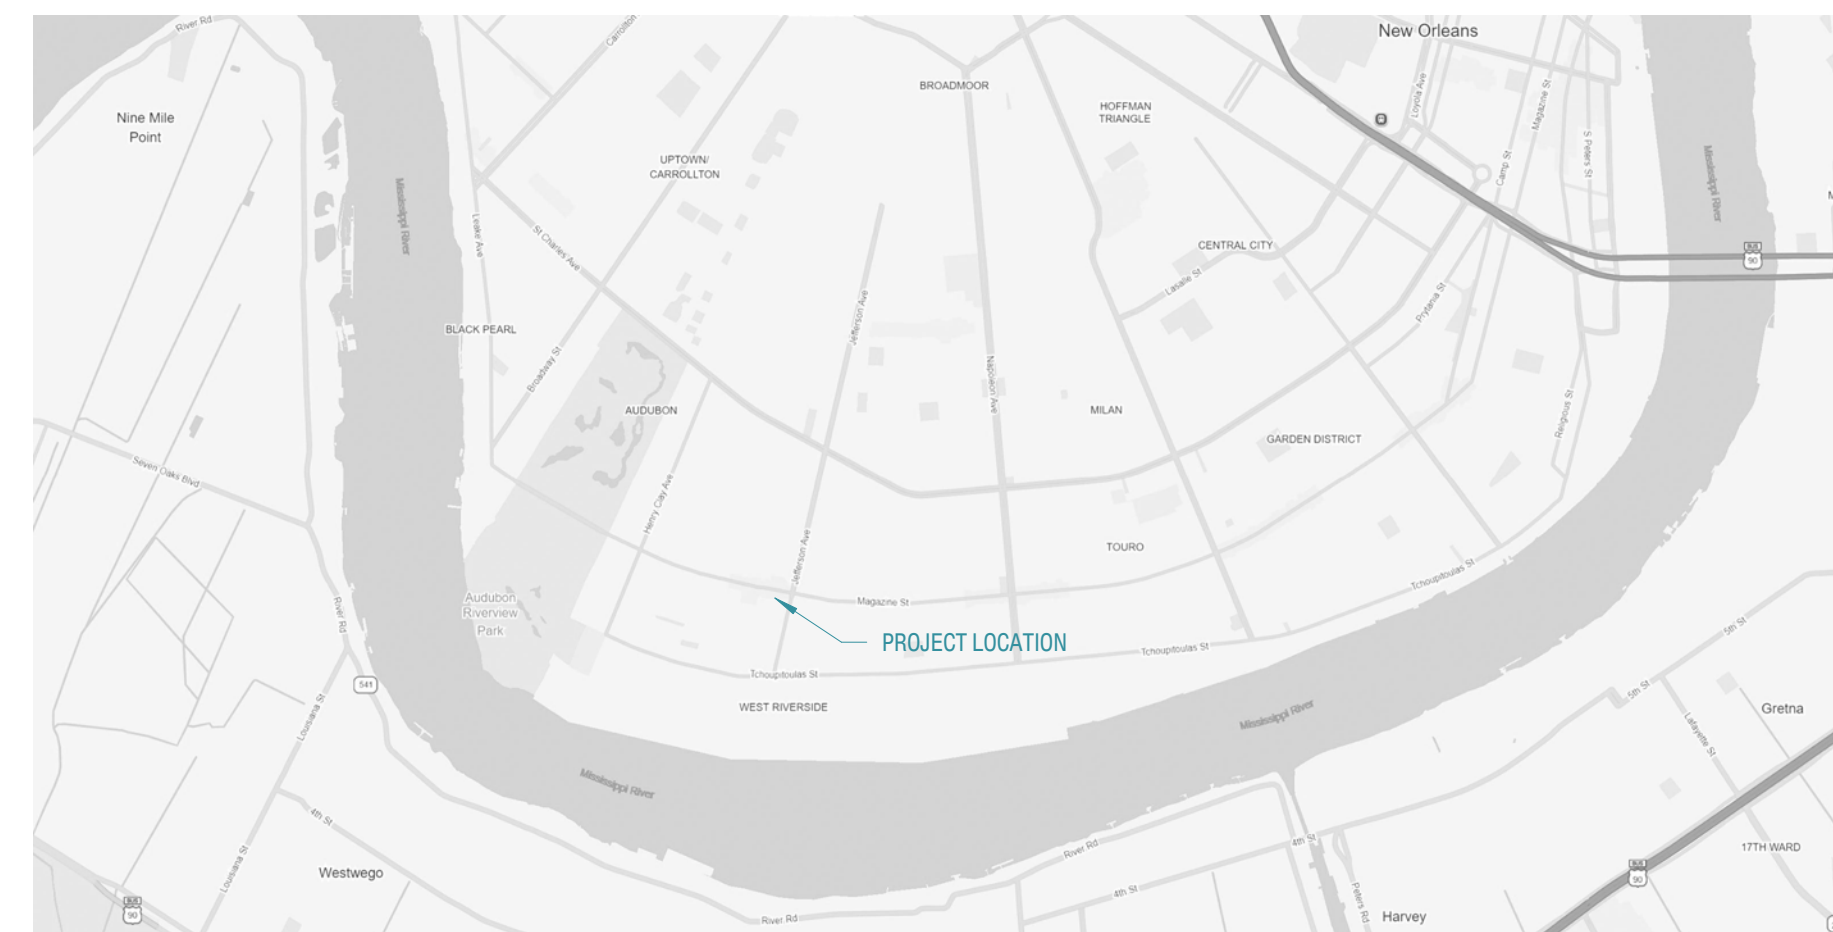 River Rd
Carrollton
New Orleans
BROADMOOR
Nine Mile
Point
HOFFMAN
TRIANGLE
Loyola Ave
Magazine St
S Peters St
UPTOWN/
CARROLLTON
Camp St
Mississippi River
Mississippi River
Leake Ave
St Charles Ave
CENTRAL CITY
BUS
90
Lasalle St
Prytania St
Jefferson Ave
BLACK PEARL
Broadway St
Napoleon Ave
AUDUBON
MILAN
Religious St
GARDEN DISTRICT
Seven Oaks Blvd
Henry Clay Ave
TOURO
Jefferson Ave
Tchoupitoulas St
Audubon
Riverview
Park
Magazine St
River Rd
5th St
PROJECT LOCATION
Tchoupitoulas St
Tchoupitoulas St
541
5th St
WEST RIVERSIDE
Louisiana St
Mississippi River
Gretna
Lafayette St
Mississippi River
4th St
4th St
River Rd
17TH WARD
Louisiana St
Westwego
BUS
90
4th St
BUS
90
Peters Rd
Harvey
River Rd